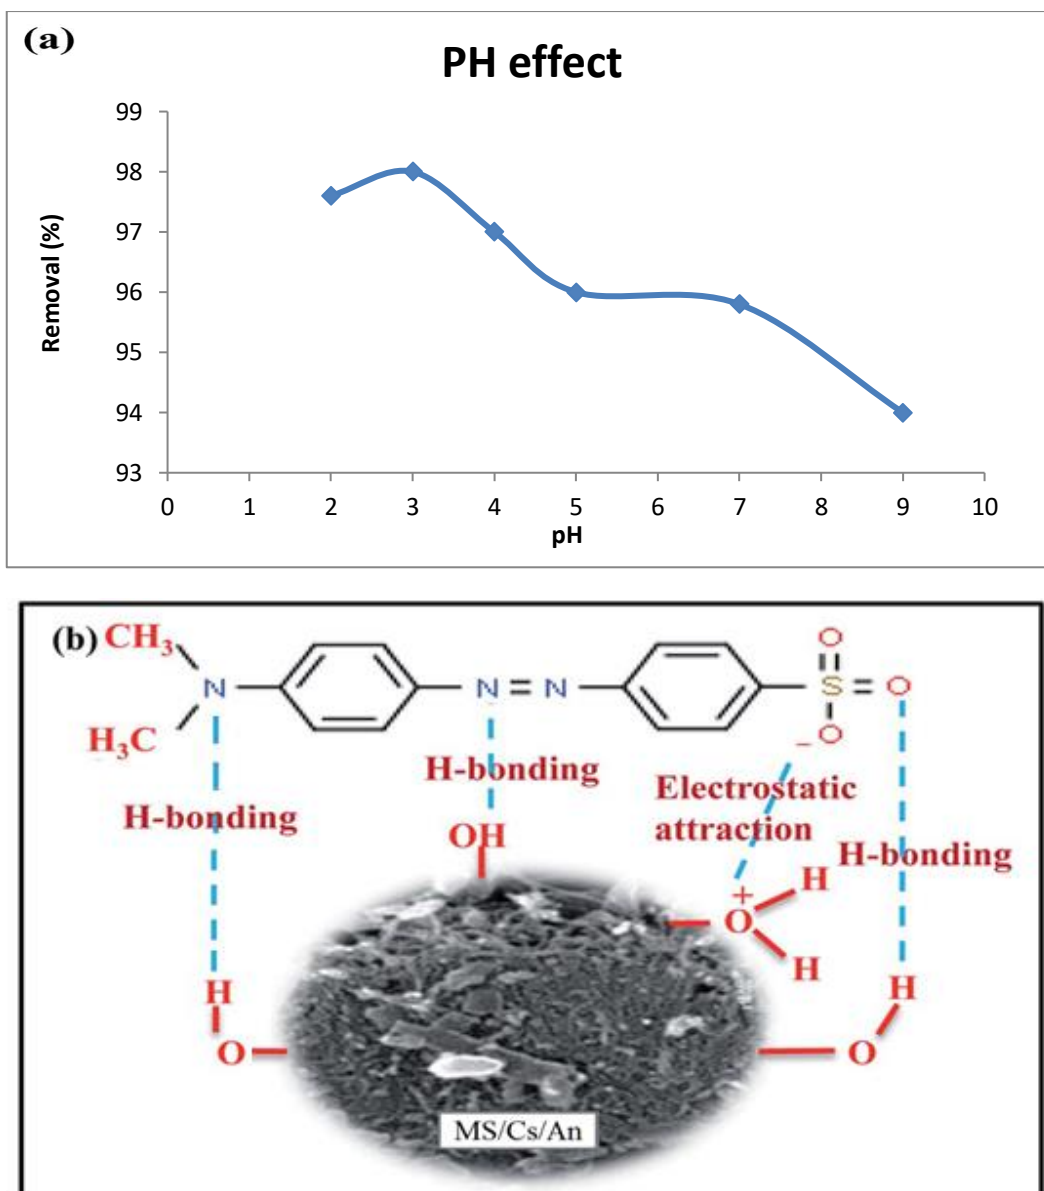 (a)
PH effect
99
98
97
96
95
94
93
Removal (%)
0 1 2 3 4 5 6 7 8 9 10
pH
(b)
CH3
N
H3C
N = N
O
S = O
O
−
H-bonding
H-bonding
Electrostatic
attraction
H-bonding
OH
+
O
H
H
H
O
H
O
MS/Cs/An